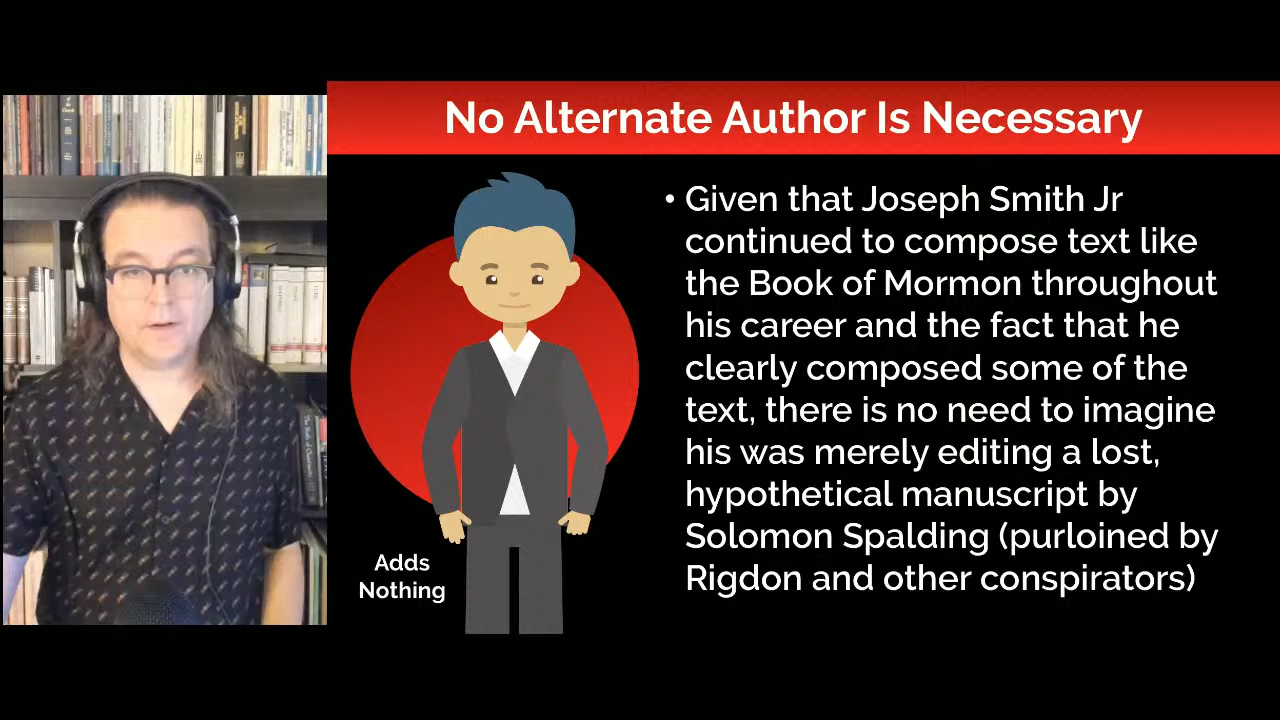 No Alternate Author Is Necessary
• Given that Joseph Smith Jr
continued to compose text like
the Book of Mormon throughout
his career and the fact that he
clearly composed some of the
text, there is no need to imagine
his was merely editing a lost,
hypothetical manuscript by
Solomon Spalding (purloined by
Rigdon and other conspirators)
Adds
Nothing